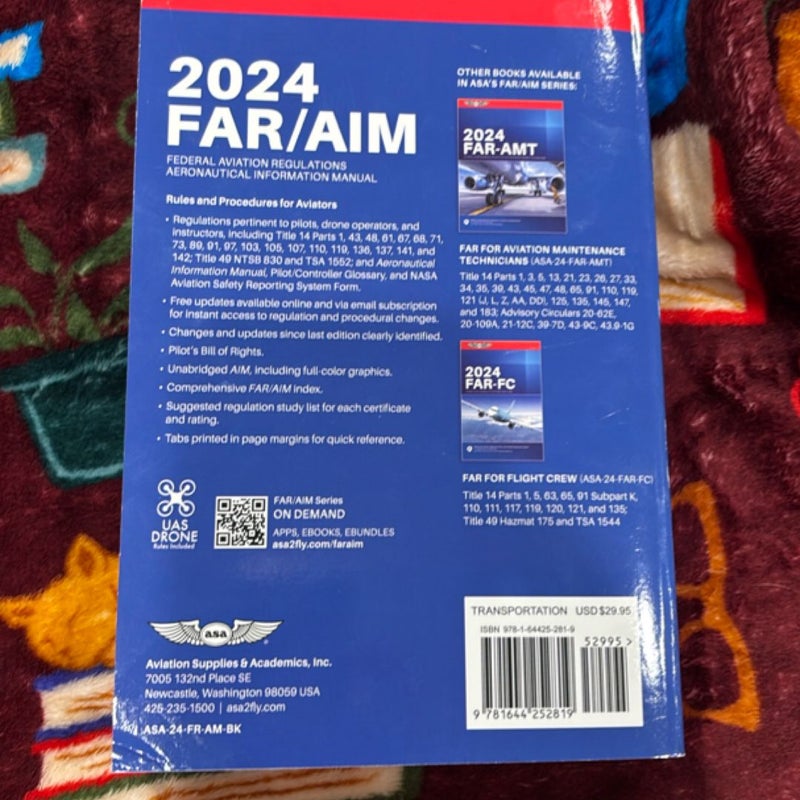 2024
FAR/AIM
FEDERAL AVIATION REGULATIONS
AERONAUTICAL INFORMATION MANUAL
Rules and Procedures for Aviators
• Regulations pertinent to pilots, drone operators, and
instructors, including Title 14 Parts 1, 43, 48, 61, 67, 68, 71,
73, 89, 91, 97, 103, 105, 107, 110, 119, 136, 137, 141, and
142; Title 49 NTSB 830 and TSA 1552; and Aeronautical
Information Manual, Pilot/Controller Glossary, and NASA
Aviation Safety Reporting System Form.
• Free updates available online and via email subscription
for instant access to regulation and procedural changes.
• Changes and updates since last edition clearly identified.
• Pilot's Bill of Rights.
• Unabridged AIM, including full-color graphics.
• Comprehensive FAR/AIM index.
• Suggested regulation study list for each certificate
and rating.
• Tabs printed in page margins for quick reference.
UAS
DRONE
Rules Included
FAR/AIM Series
ON DEMAND
APPS, EBOOKS, EBUNDLES
asa2fly.com/faraim
asa
Aviation Supplies & Academics, Inc.
7005 132nd Place SE
Newcastle, Washington 98059 USA
425-235-1500 | asa2fly.com
ASA-24-FR-AM-BK
OTHER BOOKS AVAILABLE
IN ASA'S FAR/AIM SERIES:
2024
FAR-AMT
FAR FOR AVIATION MAINTENANCE
TECHNICIANS (ASA-24-FAR-AMT)
Title 14 Parts 1, 3, 5, 13, 21, 23, 26, 27, 33,
34, 35, 39, 43, 45, 47, 48, 65, 91, 110, 119,
121 (J, L, Z, AA, DD), 125, 135, 145, 147,
and 183; Advisory Circulars 20-62E,
20-109A, 21-12C, 39-7D, 43-9C, 43.9-1G
2024
FAR-FC
FAR FOR FLIGHT CREW (ASA-24-FAR-FC)
Title 14 Parts 1, 5, 63, 65, 91 Subpart K,
110, 111, 117, 119, 120, 121, and 135;
Title 49 Hazmat 175 and TSA 1544
TRANSPORTATION USD $29.95
ISBN 978-1-64425-281-9
52995 >
9 781644 252819